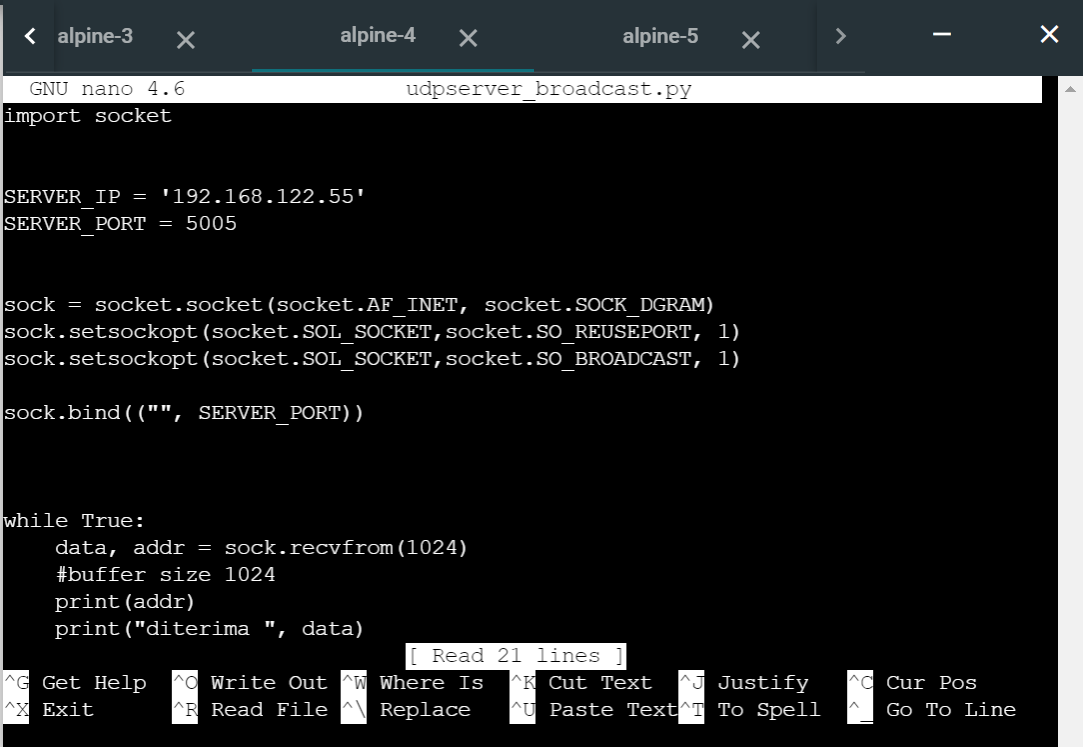 alpine-3 alpine-4 alpine-5
GNU nano 4.6 udpserver_broadcast.py
import socket
SERVER_IP = '192.168.122.55'
SERVER_PORT = 5005
sock = socket.socket(socket.AF_INET, socket.SOCK_DGRAM)
sock.setsockopt(socket.SOL_SOCKET,socket.SO_REUSEPORT, 1)
sock.setsockopt(socket.SOL_SOCKET,socket.SO_BROADCAST, 1)
sock.bind(("", SERVER_PORT))
while True:
    data, addr = sock.recvfrom(1024)
    #buffer size 1024
    print(addr)
    print("diterima ", data)
[ Read 21 lines ]
^G Get Help ^O Write Out ^W Where Is ^K Cut Text ^J Justify ^C Cur Pos
^X Exit ^R Read File ^\ Replace ^U Paste Text^T To Spell ^_ Go To Line